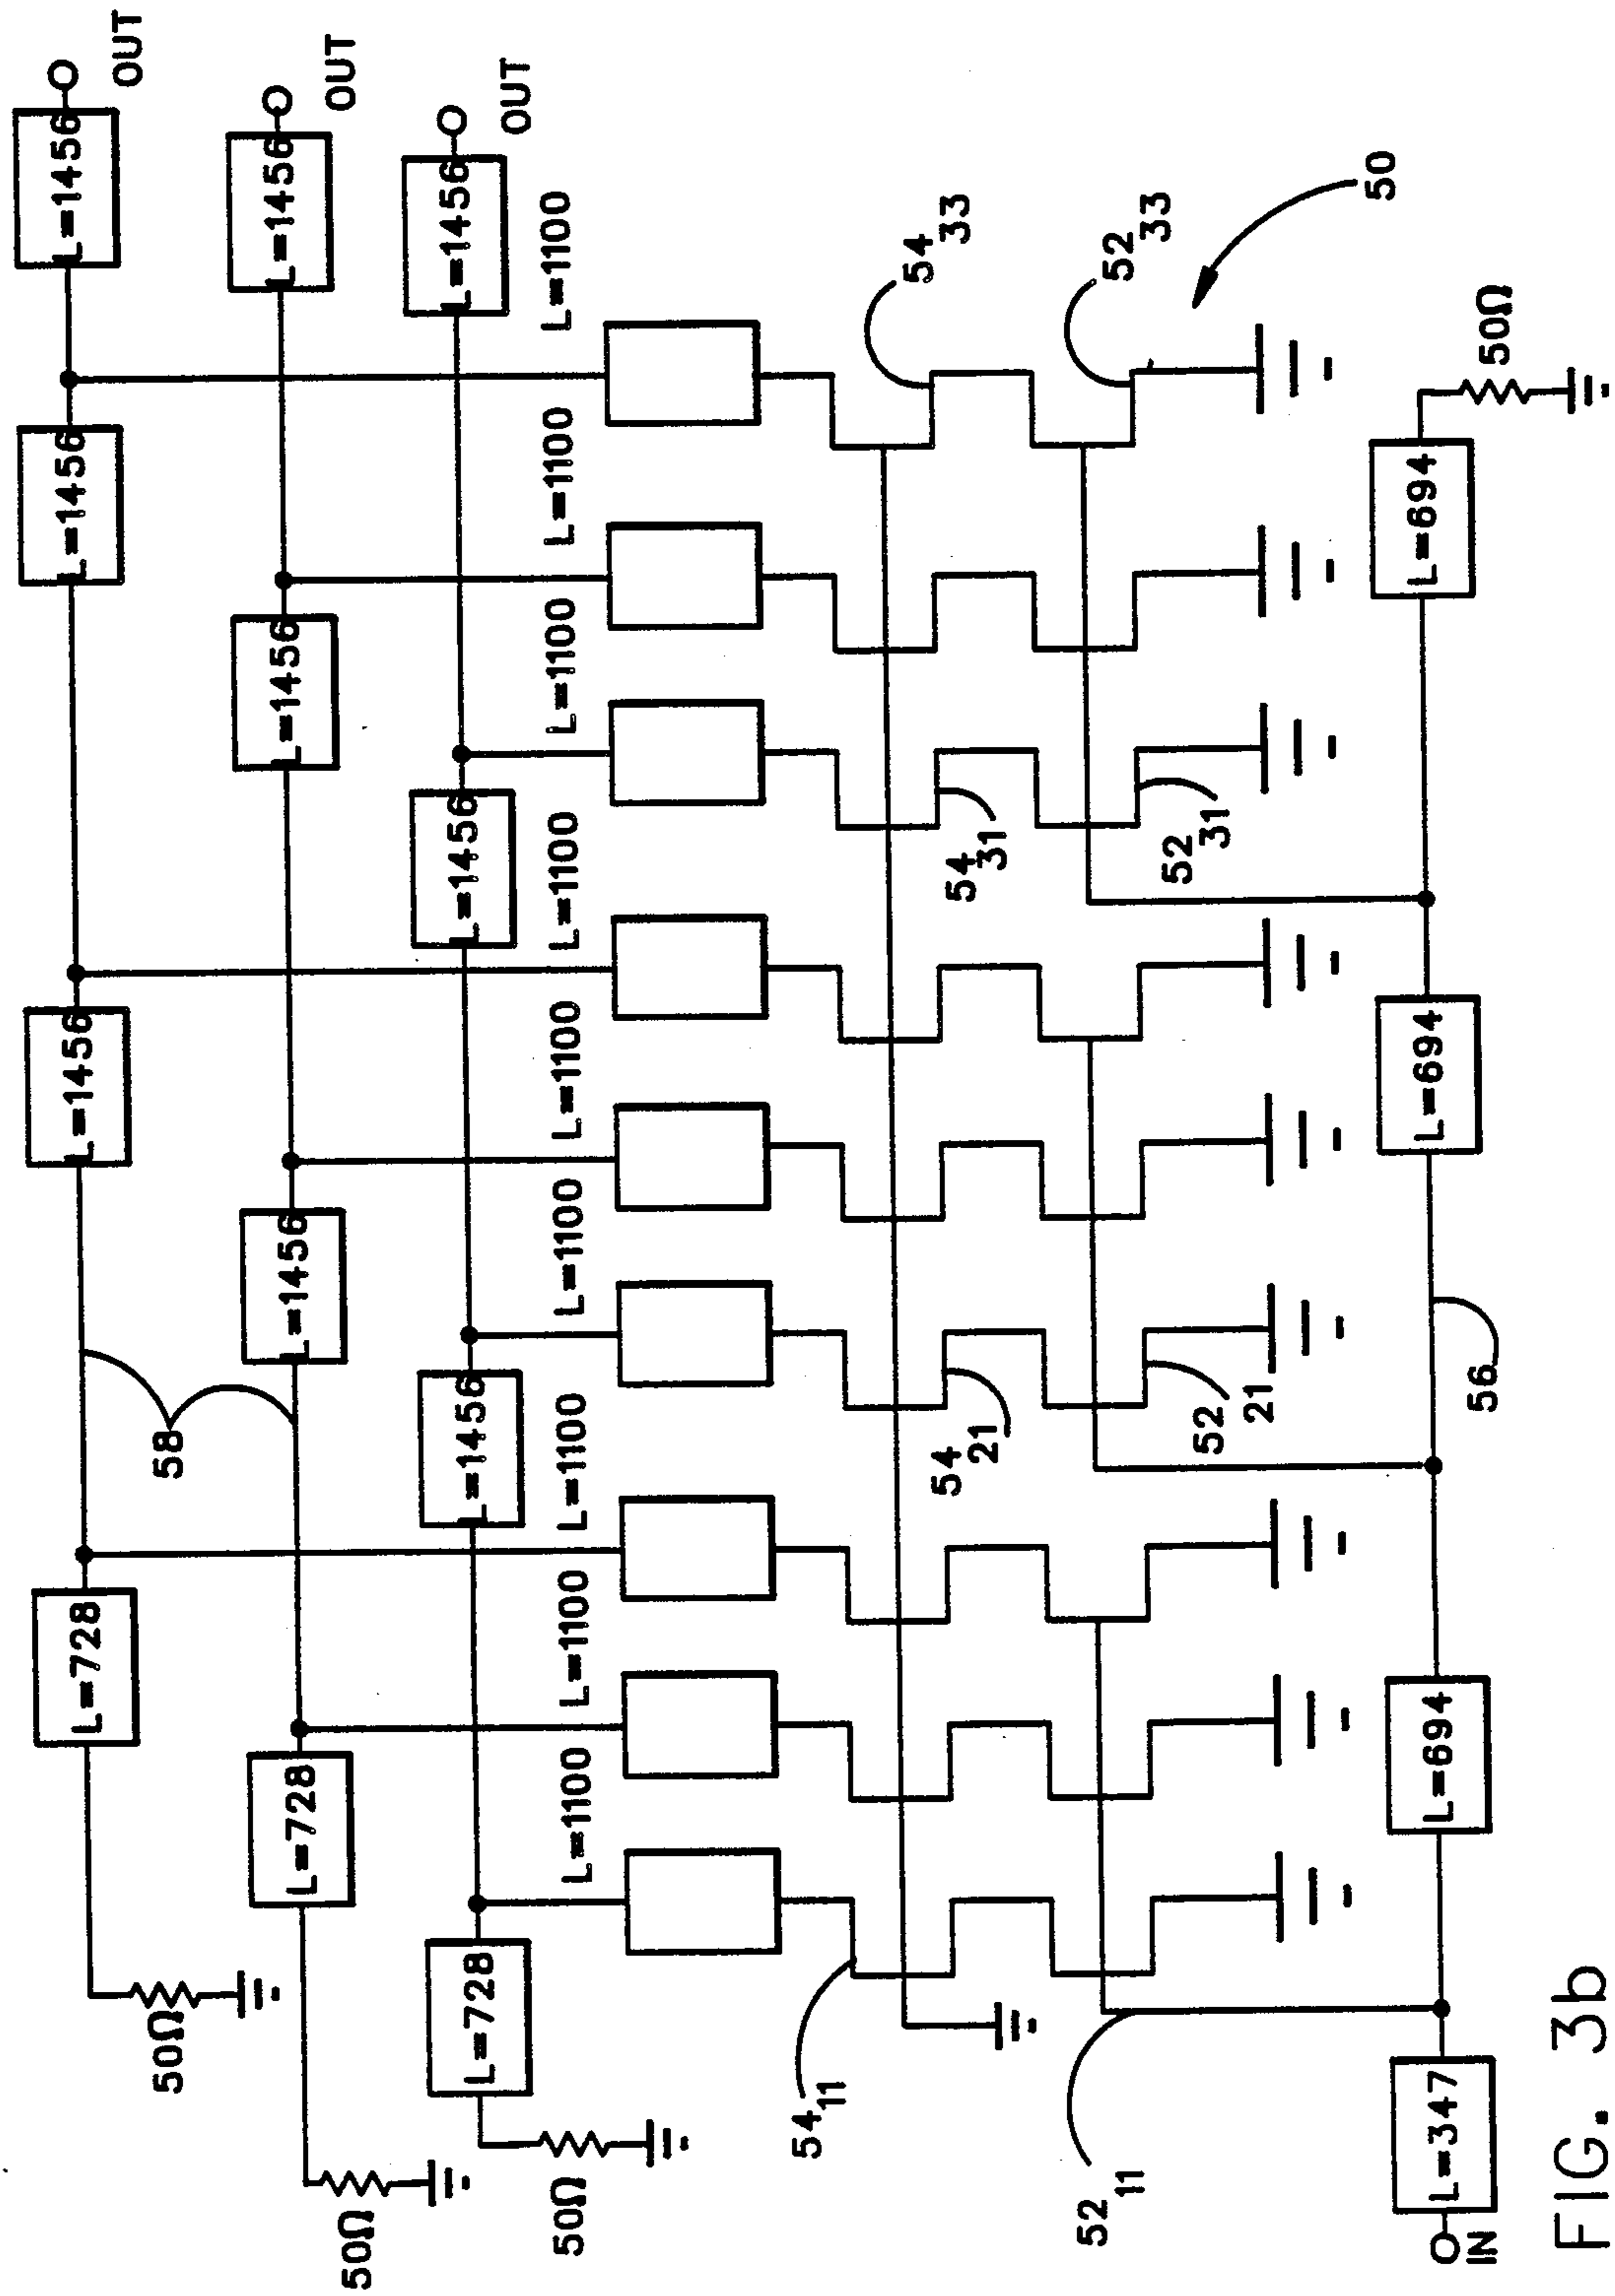 OUT
L=1456
L=1456
L=1456
L=728
50Ω
OUT
L=1456
L=1456
L=1456
L=728
50Ω
58
OUT
L=1456
L=1456
L=1456
L=728
50Ω
L=1100
L=1100
L=1100
L=1100
L=1100
L=1100
L=1100
L=1100
L=1100
54 11
54 21
54 31
54 33
52 11
52 21
52 31
52 33
50
56
IN
L=347
L=694
L=694
L=694
50Ω
FIG. 3b